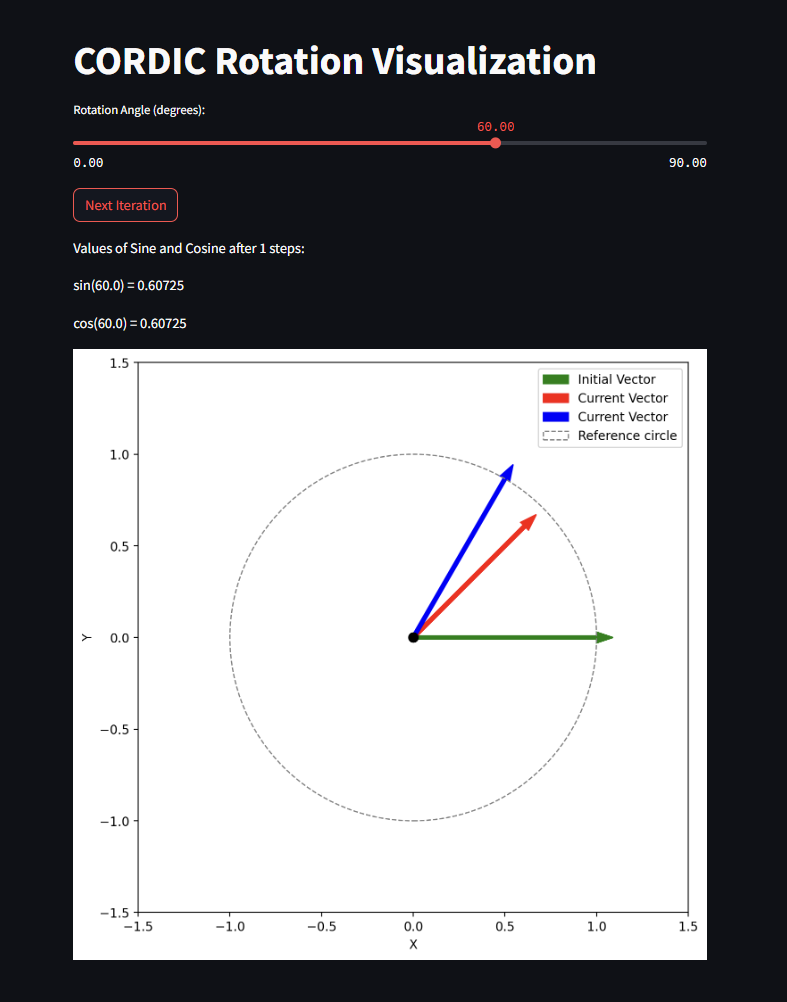 CORDIC Rotation Visualization
Rotation Angle (degrees):
60.00
0.00 90.00
Next Iteration
Values of Sine and Cosine after 1 steps:
sin(60.0) = 0.60725
cos(60.0) = 0.60725
Initial Vector
Current Vector
Current Vector
Reference circle
1.5
1.0
0.5
0.0
−0.5
−1.0
−1.5
Y
−1.5 −1.0 −0.5 0.0 0.5 1.0 1.5
X